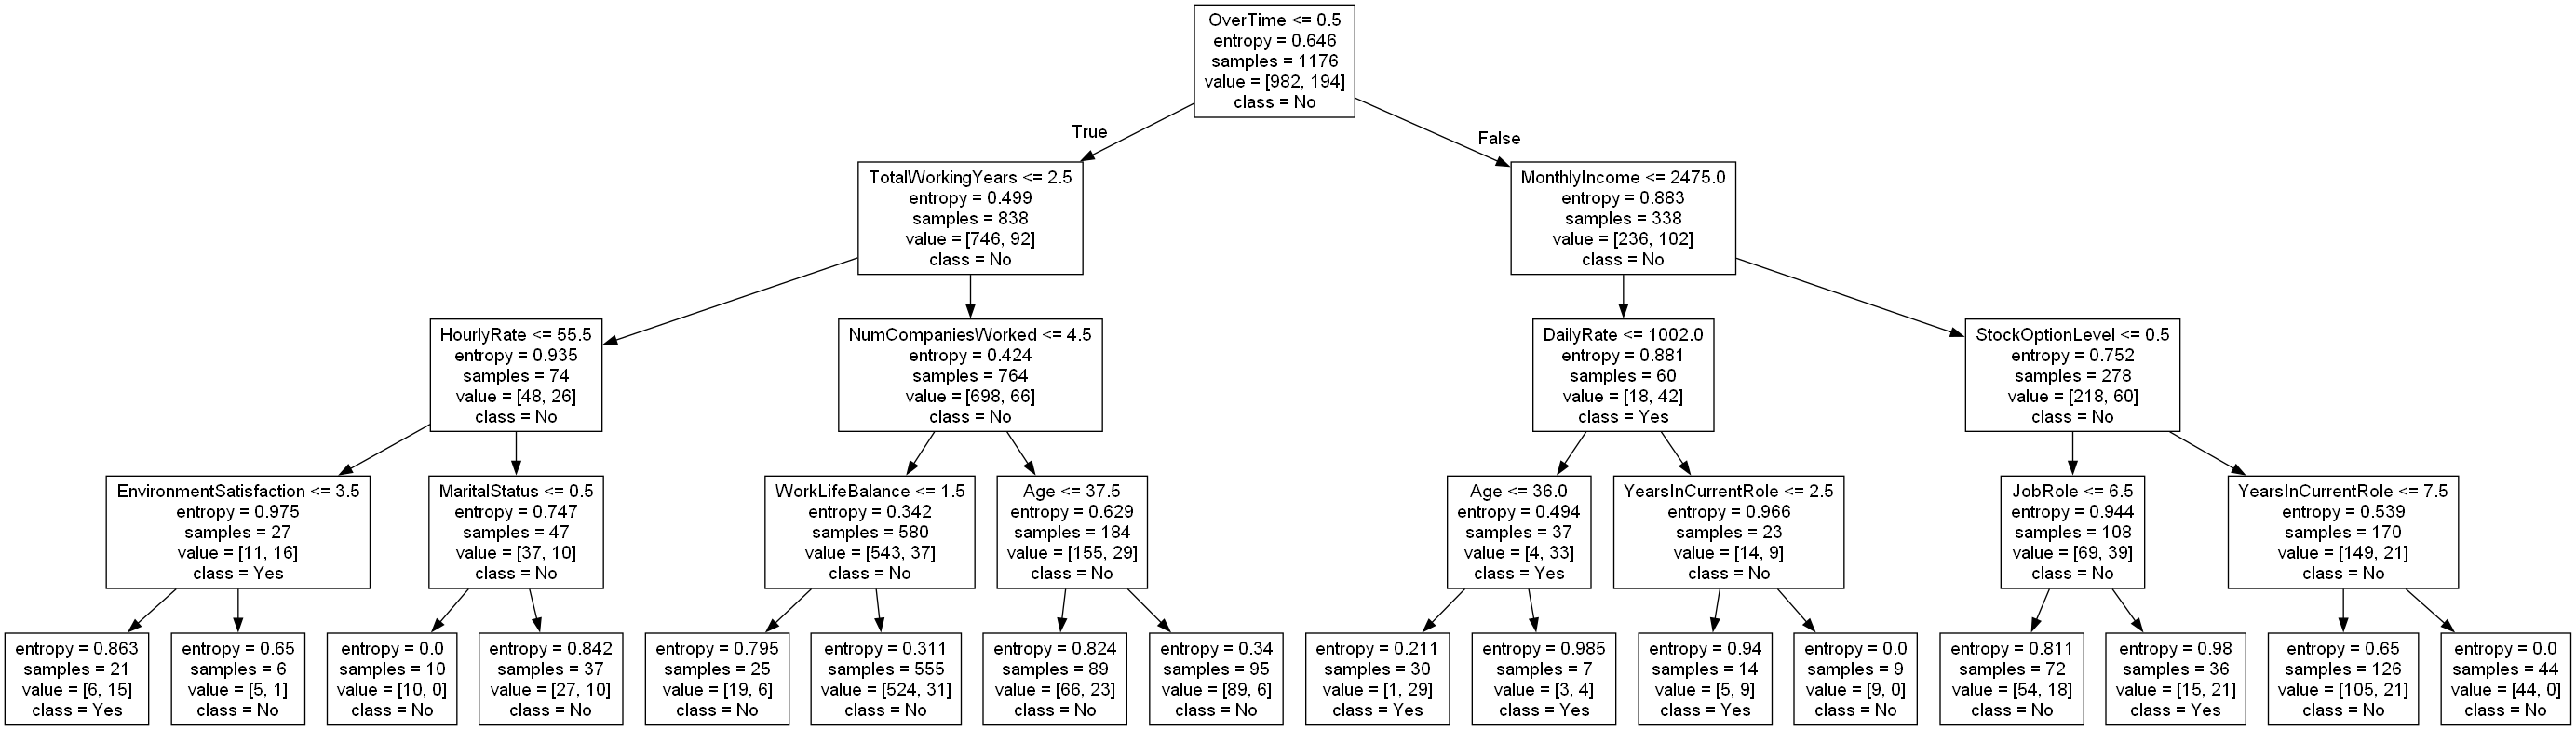 OverTime <= 0.5
entropy = 0.646
samples = 1176
value = [982, 194]
class = No
True
False
TotalWorkingYears <= 2.5
entropy = 0.499
samples = 838
value = [746, 92]
class = No
MonthlyIncome <= 2475.0
entropy = 0.883
samples = 338
value = [236, 102]
class = No
HourlyRate <= 55.5
entropy = 0.935
samples = 74
value = [48, 26]
class = No
NumCompaniesWorked <= 4.5
entropy = 0.424
samples = 764
value = [698, 66]
class = No
DailyRate <= 1002.0
entropy = 0.881
samples = 60
value = [18, 42]
class = Yes
StockOptionLevel <= 0.5
entropy = 0.752
samples = 278
value = [218, 60]
class = No
EnvironmentSatisfaction <= 3.5
entropy = 0.975
samples = 27
value = [11, 16]
class = Yes
MaritalStatus <= 0.5
entropy = 0.747
samples = 47
value = [37, 10]
class = No
WorkLifeBalance <= 1.5
entropy = 0.342
samples = 580
value = [543, 37]
class = No
Age <= 37.5
entropy = 0.629
samples = 184
value = [155, 29]
class = No
Age <= 36.0
entropy = 0.494
samples = 37
value = [4, 33]
class = Yes
YearsInCurrentRole <= 2.5
entropy = 0.966
samples = 23
value = [14, 9]
class = No
JobRole <= 6.5
entropy = 0.944
samples = 108
value = [69, 39]
class = No
YearsInCurrentRole <= 7.5
entropy = 0.539
samples = 170
value = [149, 21]
class = No
entropy = 0.863
samples = 21
value = [6, 15]
class = Yes
entropy = 0.65
samples = 6
value = [5, 1]
class = No
entropy = 0.0
samples = 10
value = [10, 0]
class = No
entropy = 0.842
samples = 37
value = [27, 10]
class = No
entropy = 0.795
samples = 25
value = [19, 6]
class = No
entropy = 0.311
samples = 555
value = [524, 31]
class = No
entropy = 0.824
samples = 89
value = [66, 23]
class = No
entropy = 0.34
samples = 95
value = [89, 6]
class = No
entropy = 0.211
samples = 30
value = [1, 29]
class = Yes
entropy = 0.985
samples = 7
value = [3, 4]
class = Yes
entropy = 0.94
samples = 14
value = [5, 9]
class = Yes
entropy = 0.0
samples = 9
value = [9, 0]
class = No
entropy = 0.811
samples = 72
value = [54, 18]
class = No
entropy = 0.98
samples = 36
value = [15, 21]
class = Yes
entropy = 0.65
samples = 126
value = [105, 21]
class = No
entropy = 0.0
samples = 44
value = [44, 0]
class = No